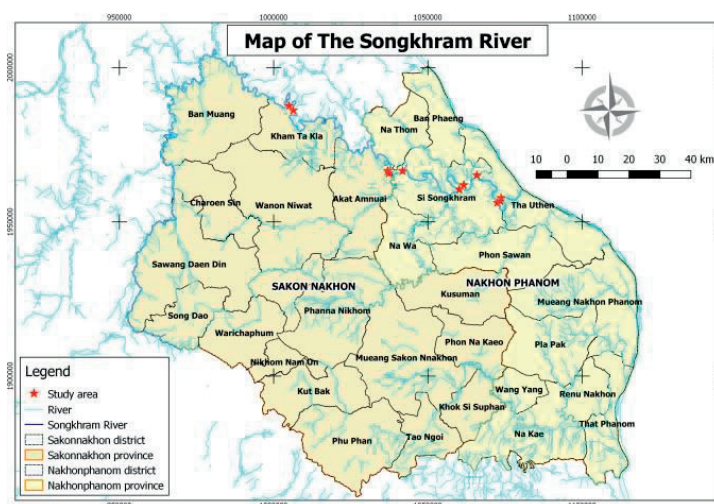 950000 1000000 1050000 1100000
Map of The Songkhram River
2000000
Ban Muang
Kham Ta Kla
Na Thom
Ban Phaeng
10 0 10 20 30 40 km
Charoen Sin
Wanon Niwat
Akat Amnuai
Si Songkhram
Tha Uthen
1950000
Na Wa
Phon Sawan
Sawang Daen Din
SAKON NAKHON
NAKHON PHANOM
Kusuman
Mueang Nakhon Phanom
Song Dao
Phanna Nikhom
Warichaphum
Phon Na Kaeo
Pla Pak
Nikhom Nam Un
Mueang Sakon Nnakhon
1900000
Kut Bak
Wang Yang
Renu Nakhon
Khok Si Suphan
That Phanom
Phu Phan
Tao Ngoi
Na Kae
Legend
Study area
River
Songkhram River
Sakonnakhon district
Sakonnakhon province
Nakhonphanom district
Nakhonphanom province